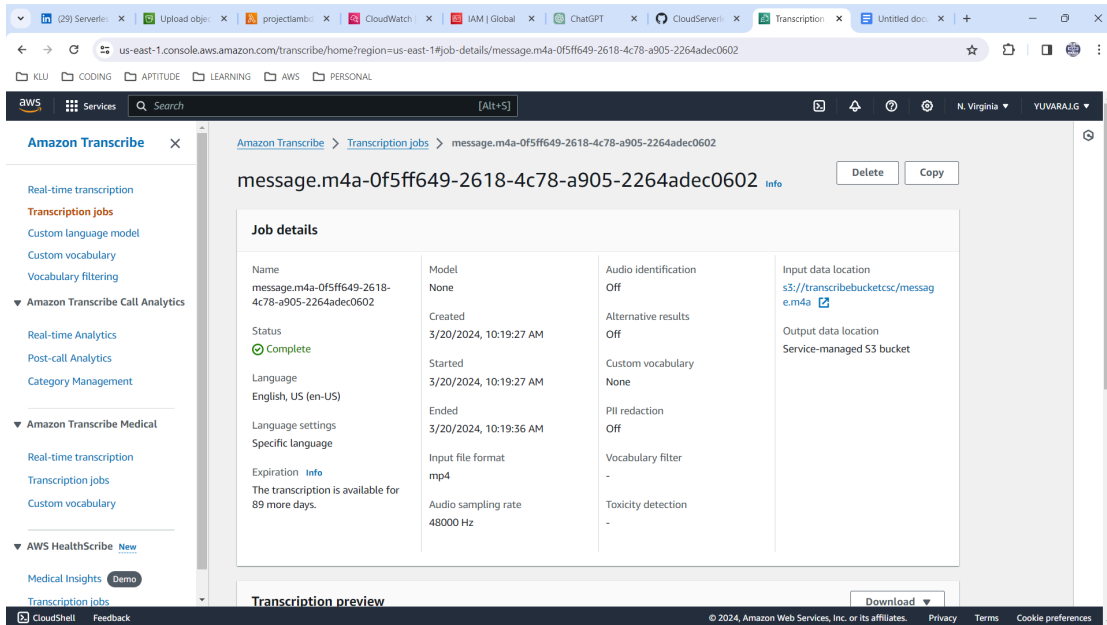 (29) Serverles
Upload objec
projectlambd
CloudWatch
IAM | Global
ChatGPT
CloudServerle
Transcription
Untitled docu
us-east-1.console.aws.amazon.com/transcribe/home?region=us-east-1#job-details/message.m4a-0f5ff649-2618-4c78-a905-2264adec0602
KLU CODING APTITUDE LEARNING AWS PERSONAL
aws Services Search [Alt+S] N. Virginia YUVARAJ.G
Amazon Transcribe
Real-time transcription
Transcription jobs
Custom language model
Custom vocabulary
Vocabulary filtering
Amazon Transcribe Call Analytics
Real-time Analytics
Post-call Analytics
Category Management
Amazon Transcribe Medical
Real-time transcription
Transcription jobs
Custom vocabulary
AWS HealthScribe New
Medical Insights Demo
Transcription jobs
Amazon Transcribe > Transcription jobs > message.m4a-0f5ff649-2618-4c78-a905-2264adec0602
message.m4a-0f5ff649-2618-4c78-a905-2264adec0602 Info
Delete
Copy
Job details
Name
message.m4a-0f5ff649-2618-
4c78-a905-2264adec0602
Status
Complete
Language
English, US (en-US)
Language settings
Specific language
Expiration Info
The transcription is available for
89 more days.
Model
None
Created
3/20/2024, 10:19:27 AM
Started
3/20/2024, 10:19:27 AM
Ended
3/20/2024, 10:19:36 AM
Input file format
mp4
Audio sampling rate
48000 Hz
Audio identification
Off
Alternative results
Off
Custom vocabulary
None
PII redaction
Off
Vocabulary filter
-
Toxicity detection
-
Input data location
s3://transcribebucketcsc/messag
e.m4a
Output data location
Service-managed S3 bucket
Transcription preview
Download
CloudShell Feedback © 2024, Amazon Web Services, Inc. or its affiliates. Privacy Terms Cookie preferences